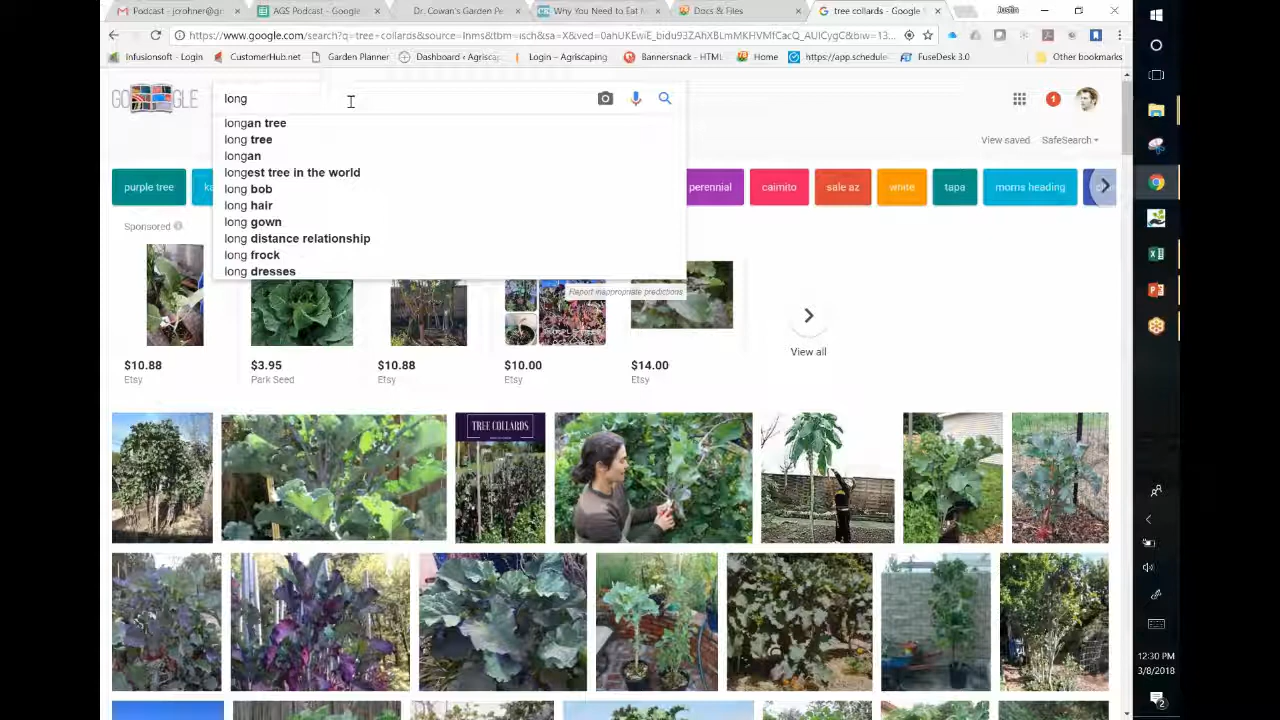 Podcast - jcrohner@gm
AGS Podcast - Google
Dr. Cowan's Garden Pe
Why You Need to Eat M
Docs & Files
tree collards - Google
Justin
https://www.google.com/search?q=tree+collards&source=lnms&tbm=isch&sa=X&ved=0ahUKEwiE_bidu93ZAhXBLmMKHVMfCacQ_AUICygC&biw=13...
Infusionsoft - Login
CustomerHub.net
Garden Planner
Dashboard ‹ Agriscap
Login – Agriscaping
Bannersnack - HTML
Home
https://app.schedule
FuseDesk 3.0
Other bookmarks
long
1
longan tree
long tree
longan
longest tree in the world
long bob
long hair
long gown
long distance relationship
long frock
long dresses
Report inappropriate predictions
View saved
SafeSearch
purple tree
perennial
caimito
sale az
white
tapa
morris heading
Sponsored
$10.88
Etsy
$3.95
Park Seed
$10.88
Etsy
$10.00
Etsy
$14.00
Etsy
View all
TREE COLLARDS
12:30 PM
3/8/2018
2